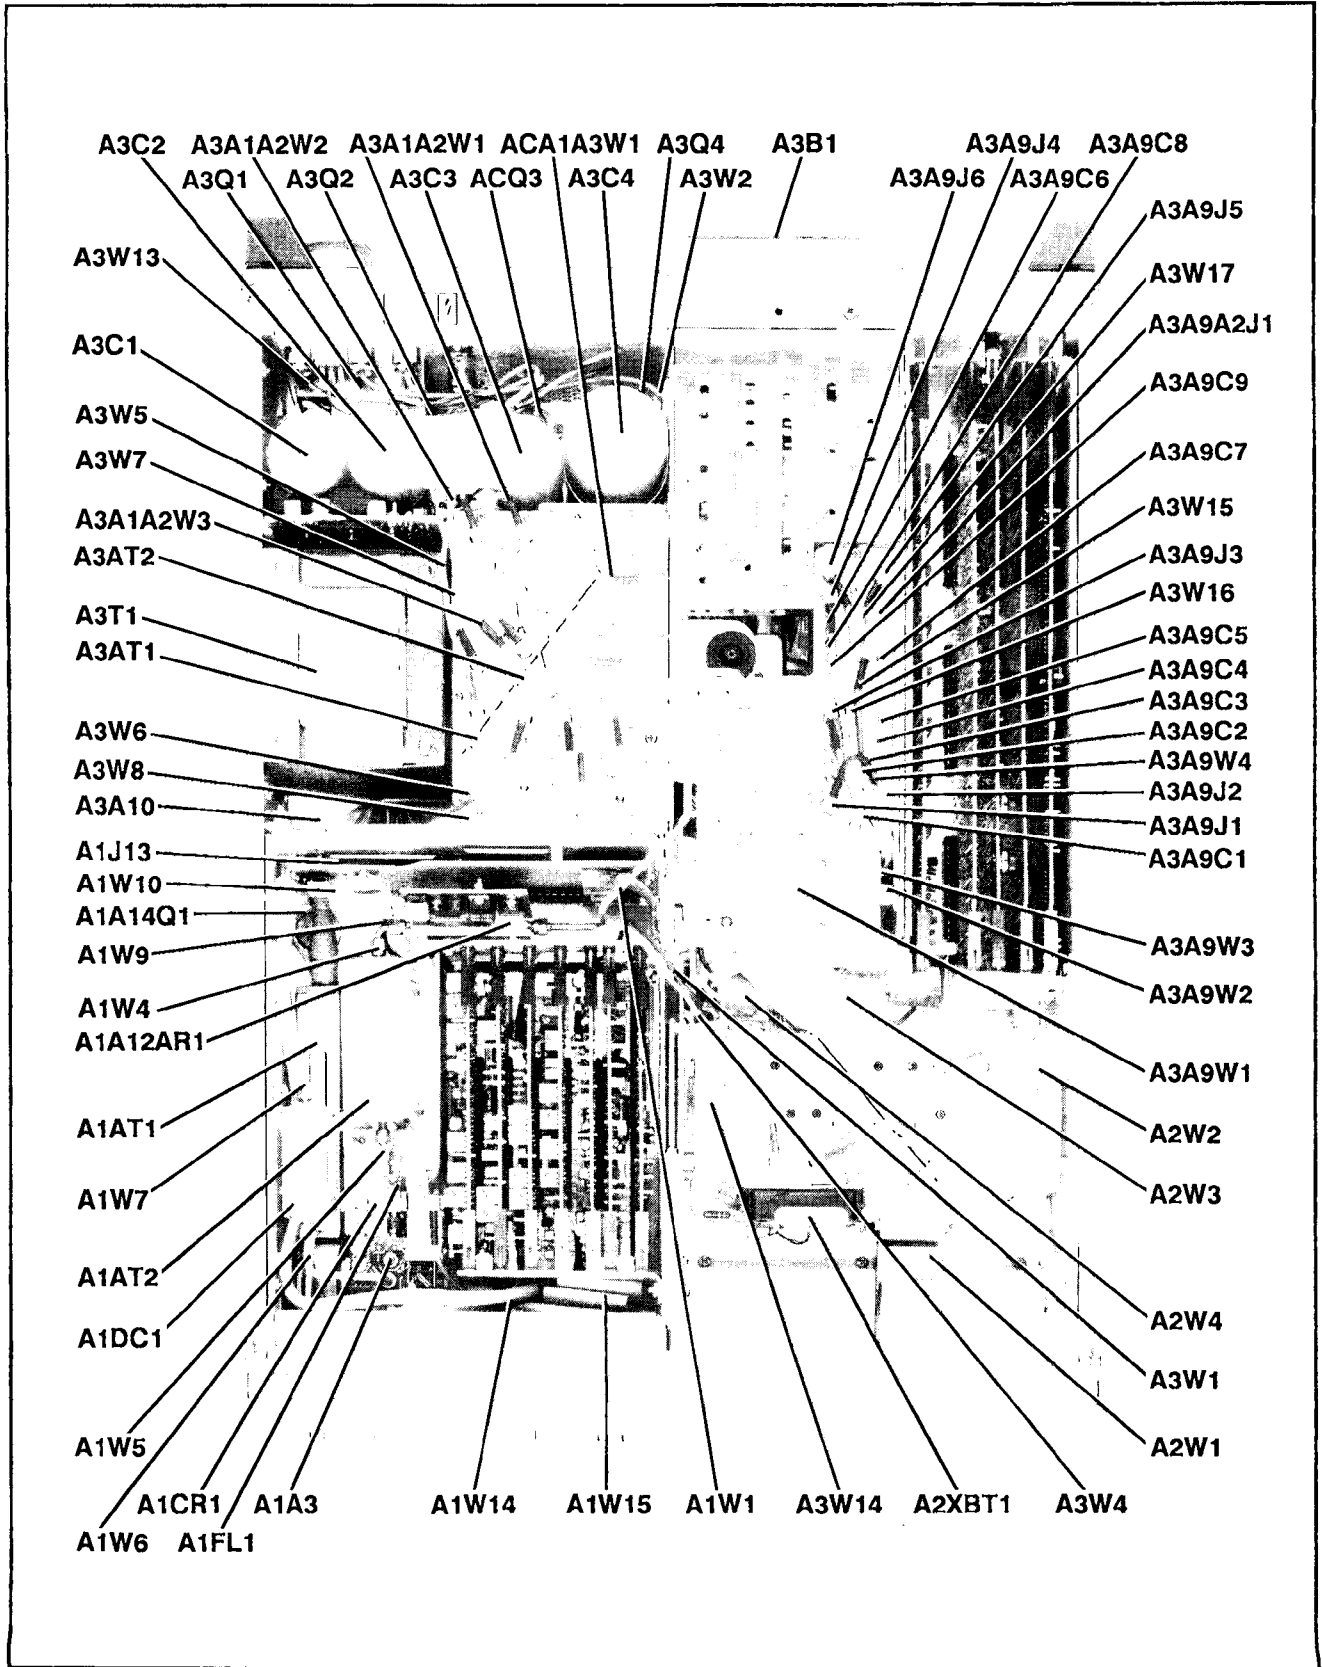 A3C2 A3A1A2W2 A3A1A2W1 ACA1A3W1 A3Q4 A3B1 A3A9J4 A3A9C8
A3Q1 A3Q2 A3C3 ACQ3 A3C4 A3W2 A3A9J6 A3A9C6
A3A9J5
A3W13
A3W17
A3A9A2J1
A3C1
A3A9C9
A3W5
A3A9C7
A3W7
A3W15
A3A1A2W3
A3A9J3
A3AT2
A3W16
A3T1
A3A9C5
A3AT1
A3A9C4
A3A9C3
A3W6
A3A9C2
A3A9W4
A3W8
A3A9J2
A3A10
A3A9J1
A1J13
A3A9C1
A1W10
A1A14Q1
A1W9
A3A9W3
A3A9W2
A1W4
A1A12AR1
A3A9W1
A1AT1
A2W2
A1W7
A2W3
A1AT2
A2W4
A1DC1
A3W1
A1W5
A2W1
A1CR1 A1A3 A1W14 A1W15 A1W1 A3W14 A2XBT1 A3W4
A1W6 A1FL1